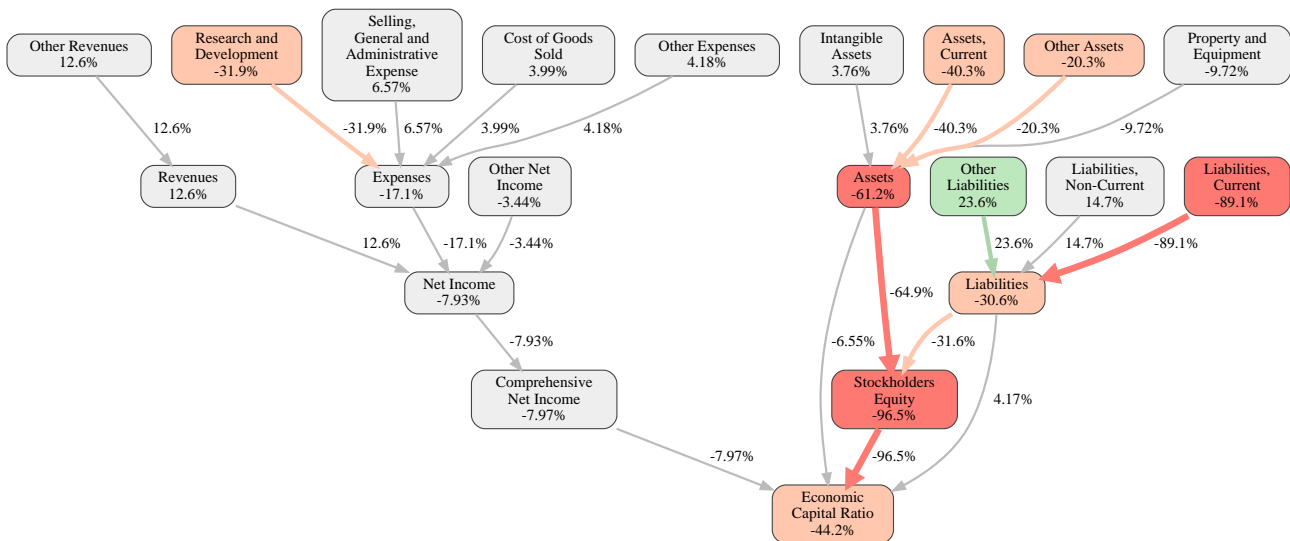 Other Revenues
12.6%
Research and
Development
-31.9%
Selling,
General and
Administrative
Expense
6.57%
Cost of Goods
Sold
3.99%
Other Expenses
4.18%
Intangible
Assets
3.76%
Assets,
Current
-40.3%
Other Assets
-20.3%
Property and
Equipment
-9.72%
12.6%
-31.9%
6.57%
3.99%
4.18%
3.76%
-40.3%
-20.3%
-9.72%
Revenues
12.6%
Expenses
-17.1%
Other Net
Income
-3.44%
Assets
-61.2%
Other
Liabilities
23.6%
Liabilities,
Non-Current
14.7%
Liabilities,
Current
-89.1%
12.6%
-17.1%
-3.44%
23.6%
14.7%
-89.1%
Net Income
-7.93%
-64.9%
Liabilities
-30.6%
-7.93%
-6.55%
-31.6%
Comprehensive
Net Income
-7.97%
Stockholders
Equity
-96.5%
4.17%
-7.97%
-96.5%
Economic
Capital Ratio
-44.2%